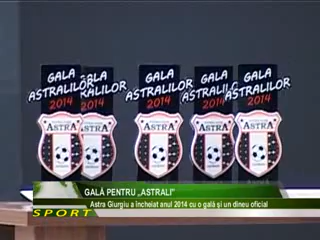 GALA GALA GALA GALA GALA
ASTRALILOR ASTRALILOR ASTRALILOR ASTRALILOR ASTRALILOR
2014 2014 2014 2014 2014
ASTRA ASTRA ASTRA ASTRA ASTRA
GALĂ PENTRU „ASTRALI”
Astra Giurgiu a încheiat anul 2014 cu o gală şi un dineu oficial
SPORT